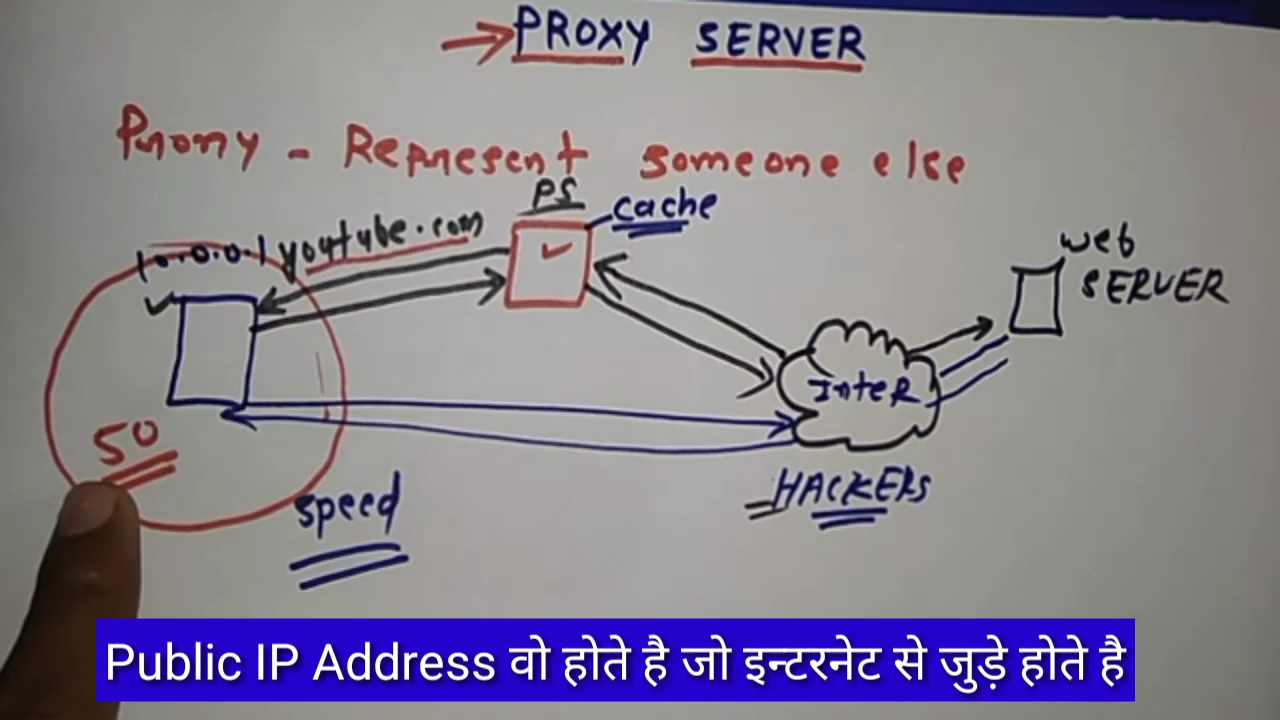 PROXY SERVER
Proxy - Represent someone else
PS
cache
10.0.0.1 youtube.com
web
SERVER
Inter
50
HACKERS
speed
Public IP Address वो होते है जो इन्टरनेट से जुड़े होते है